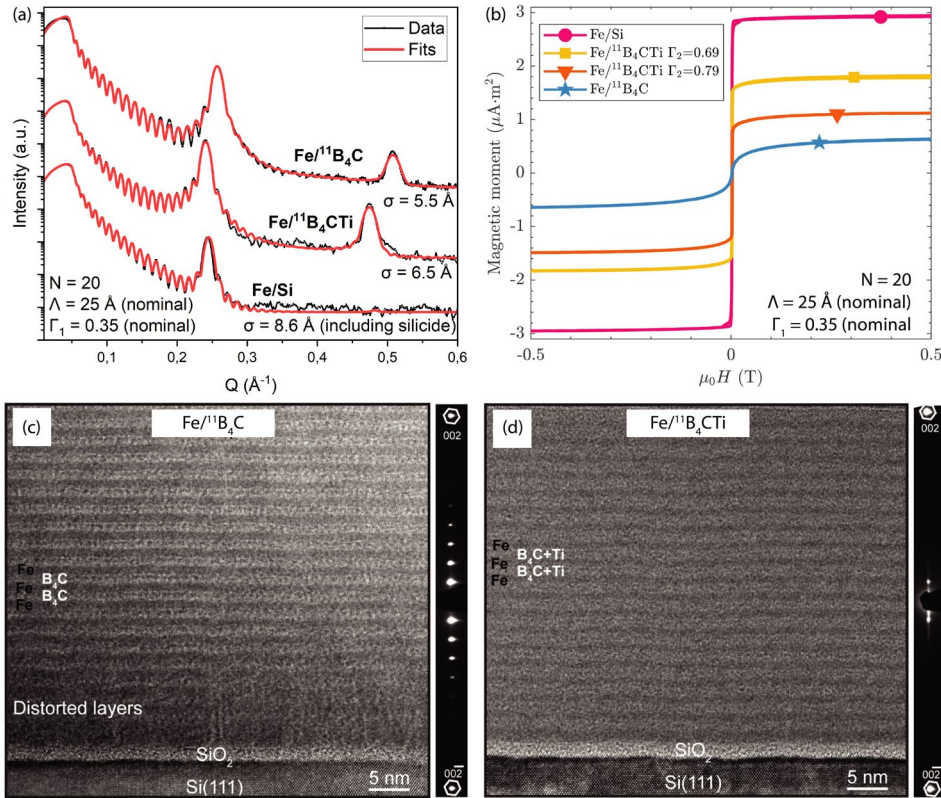 (a)
Data
Fits
Intensity (a.u.)
Fe/¹¹B₄C
σ = 5.5 Å
Fe/¹¹B₄CTi
σ = 6.5 Å
Fe/Si
N = 20
Λ = 25 Å (nominal)
Γ₁ = 0.35 (nominal)
σ = 8.6 Å (including silicide)
0,1 0,2 0,3 0,4 0,5 0,6
Q (Å⁻¹)
(b)
3
2
1
0
-1
-2
-3
Magnetic moment (μA·m²)
Fe/Si
Fe/¹¹B₄CTi Γ₂=0.69
Fe/¹¹B₄CTi Γ₂=0.79
Fe/¹¹B₄C
N = 20
Λ = 25 Å (nominal)
Γ₁ = 0.35 (nominal)
-0.5 0 0.5
μ₀H (T)
(c)
Fe/¹¹B₄C
002
Fe
B₄C
Fe
B₄C
Fe
Distorted layers
SiO₂
Si(111)
5 nm
002̅
(d)
Fe/¹¹B₄CTi
002
Fe
B₄C+Ti
Fe
B₄C+Ti
Fe
SiO₂
Si(111)
5 nm
002̅